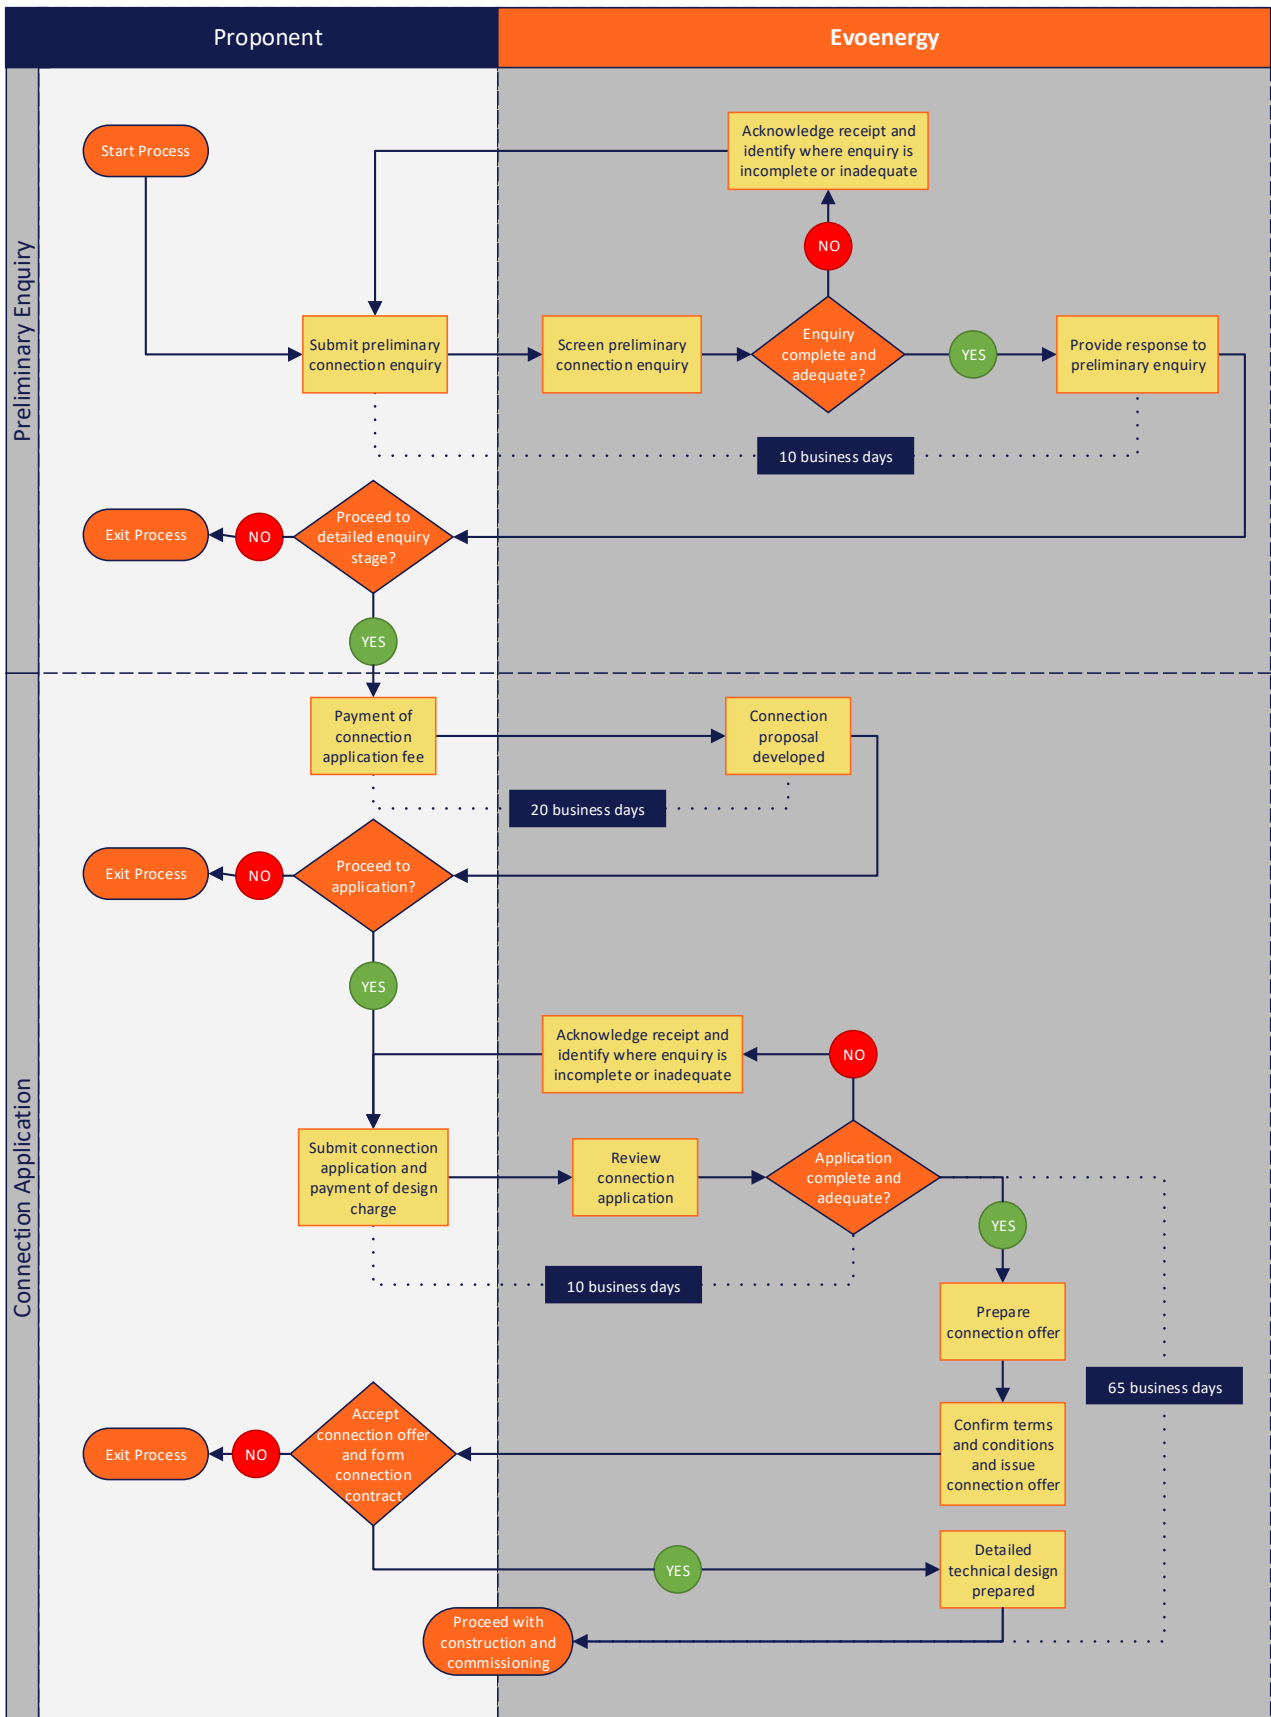 Proponent
Evoenergy
Preliminary Enquiry
Start Process
Acknowledge receipt and
identify where enquiry is
incomplete or inadequate
NO
Submit preliminary
connection enquiry
Screen preliminary
connection enquiry
Enquiry
complete and
adequate?
YES
Provide response to
preliminary enquiry
10 business days
Proceed to
detailed enquiry
stage?
NO
Exit Process
YES
Connection Application
Payment of
connection
application fee
Connection
proposal
developed
20 business days
Proceed to
application?
NO
Exit Process
YES
Acknowledge receipt and
identify where enquiry is
incomplete or inadequate
NO
Submit connection
application and
payment of design
charge
Review
connection
application
Application
complete and
adequate?
YES
10 business days
Prepare
connection offer
65 business days
Confirm terms
and conditions
and issue
connection offer
Accept
connection offer
and form
connection
contract
NO
Exit Process
YES
Detailed
technical design
prepared
Proceed with
construction and
commissioning